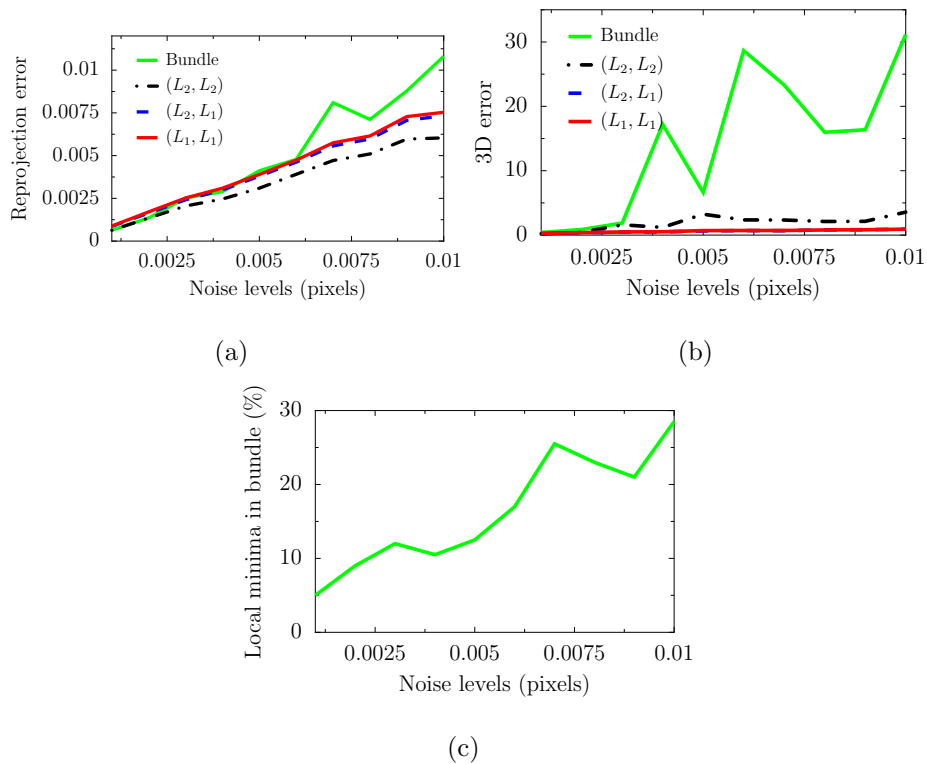 Reprojection error
0.01
0.0075
0.005
0.0025
0
Bundle
(L₂, L₂)
(L₂, L₁)
(L₁, L₁)
0.0025 0.005 0.0075 0.01
Noise levels (pixels)
(a)
3D error
30
20
10
0
Bundle
(L₂, L₂)
(L₂, L₁)
(L₁, L₁)
0.0025 0.005 0.0075 0.01
Noise levels (pixels)
(b)
Local minima in bundle (%)
30
20
10
0
0.0025 0.005 0.0075 0.01
Noise levels (pixels)
(c)